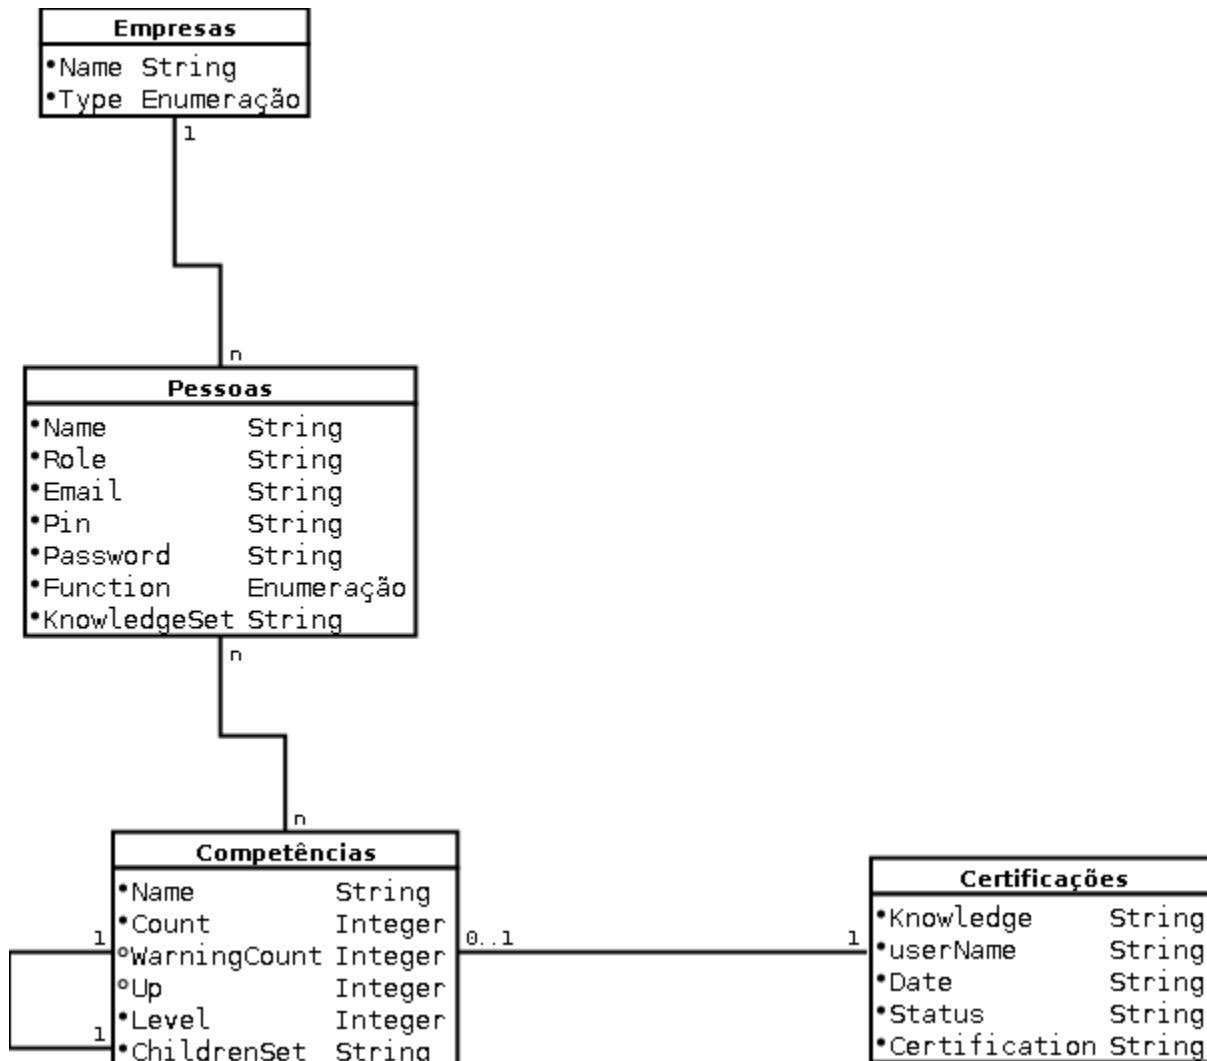 Empresas
•Name String
•Type Enumeração
1
n
Pessoas
•Name String
•Role String
•Email String
•Pin String
•Password String
•Function Enumeração
•KnowledgeSet String
n
n
Competências
•Name String
•Count Integer
◦WarningCount Integer
◦Up Integer
•Level Integer
•ChildrenSet String
1
1
0..1
1
Certificações
•Knowledge String
•userName String
•Date String
•Status String
•Certification String